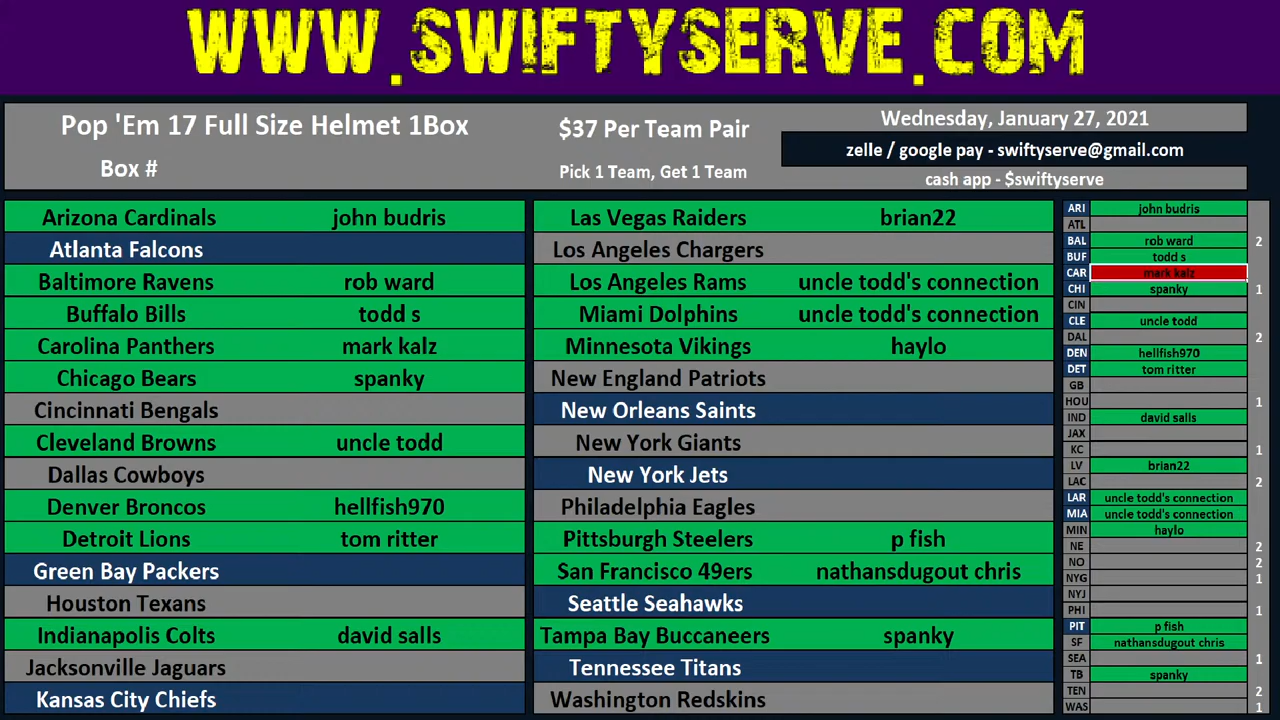 WWW.SWIFTYSERVE.COM
Pop 'Em 17 Full Size Helmet 1Box
Box #
$37 Per Team Pair
Pick 1 Team, Get 1 Team
Wednesday, January 27, 2021
zelle / google pay - swiftyserve@gmail.com
cash app - $swiftyserve
Arizona Cardinals john budris
Atlanta Falcons
Baltimore Ravens rob ward
Buffalo Bills todd s
Carolina Panthers mark kalz
Chicago Bears spanky
Cincinnati Bengals
Cleveland Browns uncle todd
Dallas Cowboys
Denver Broncos hellfish970
Detroit Lions tom ritter
Green Bay Packers
Houston Texans
Indianapolis Colts david salls
Jacksonville Jaguars
Kansas City Chiefs
Las Vegas Raiders brian22
Los Angeles Chargers
Los Angeles Rams uncle todd's connection
Miami Dolphins uncle todd's connection
Minnesota Vikings haylo
New England Patriots
New Orleans Saints
New York Giants
New York Jets
Philadelphia Eagles
Pittsburgh Steelers p fish
San Francisco 49ers nathansdugout chris
Seattle Seahawks
Tampa Bay Buccaneers spanky
Tennessee Titans
Washington Redskins
ARI john budris
ATL
BAL rob ward 2
BUF todd s
CAR mark kalz
CHI spanky 1
CIN
CLE uncle todd
DAL 2
DEN hellfish970
DET tom ritter
GB
HOU 1
IND david salls
JAX
KC 1
LV brian22
LAC 2
LAR uncle todd's connection
MIA uncle todd's connection
MIN haylo
NE 2
NO 2
NYG 1
NYJ
PHI 1
PIT p fish
SF nathansdugout chris
SEA 1
TB spanky
TEN 2
WAS 1